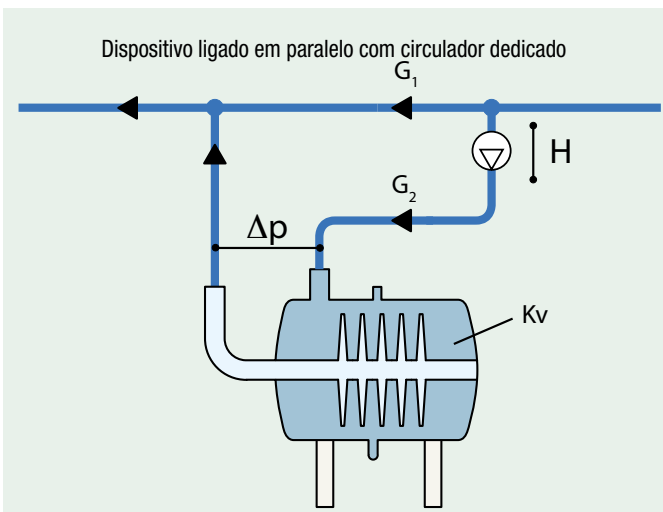 Dispositivo ligado em paralelo com circulador dedicado
G₁
H
G₂
Δp
Kv